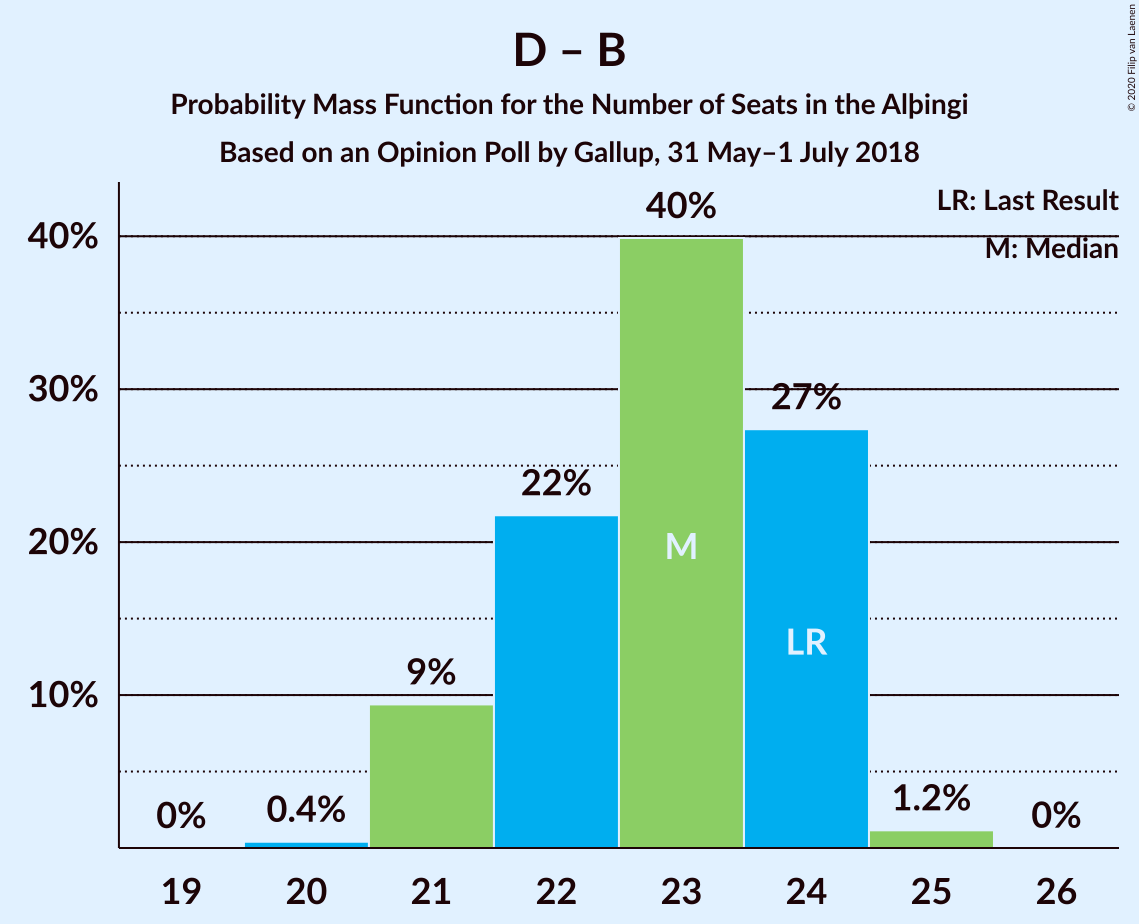 D – B
Probability Mass Function for the Number of Seats in the Alþingi
Based on an Opinion Poll by Gallup, 31 May–1 July 2018
© 2020 Filip van Laenen
LR: Last Result
M: Median
40%
30%
20%
10%
0%
0.4%
9%
22%
40%
27%
1.2%
0%
M
LR
19
20
21
22
23
24
25
26